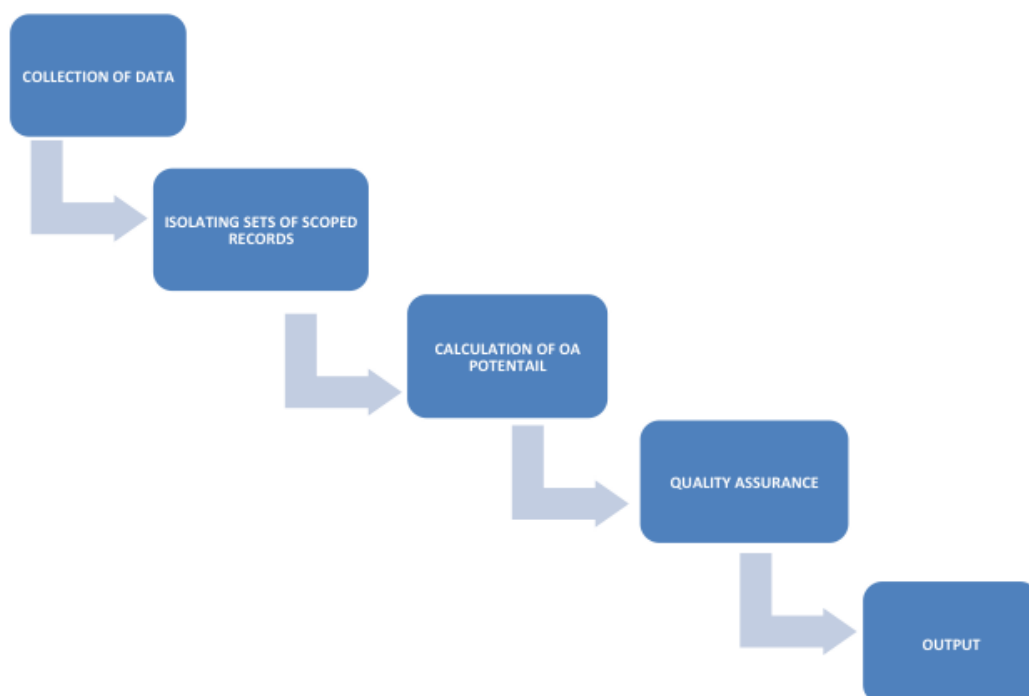 COLLECTION OF DATA
ISOLATING SETS OF SCOPED
RECORDS
CALCULATION OF OA
POTENTAIL
QUALITY ASSURANCE
OUTPUT